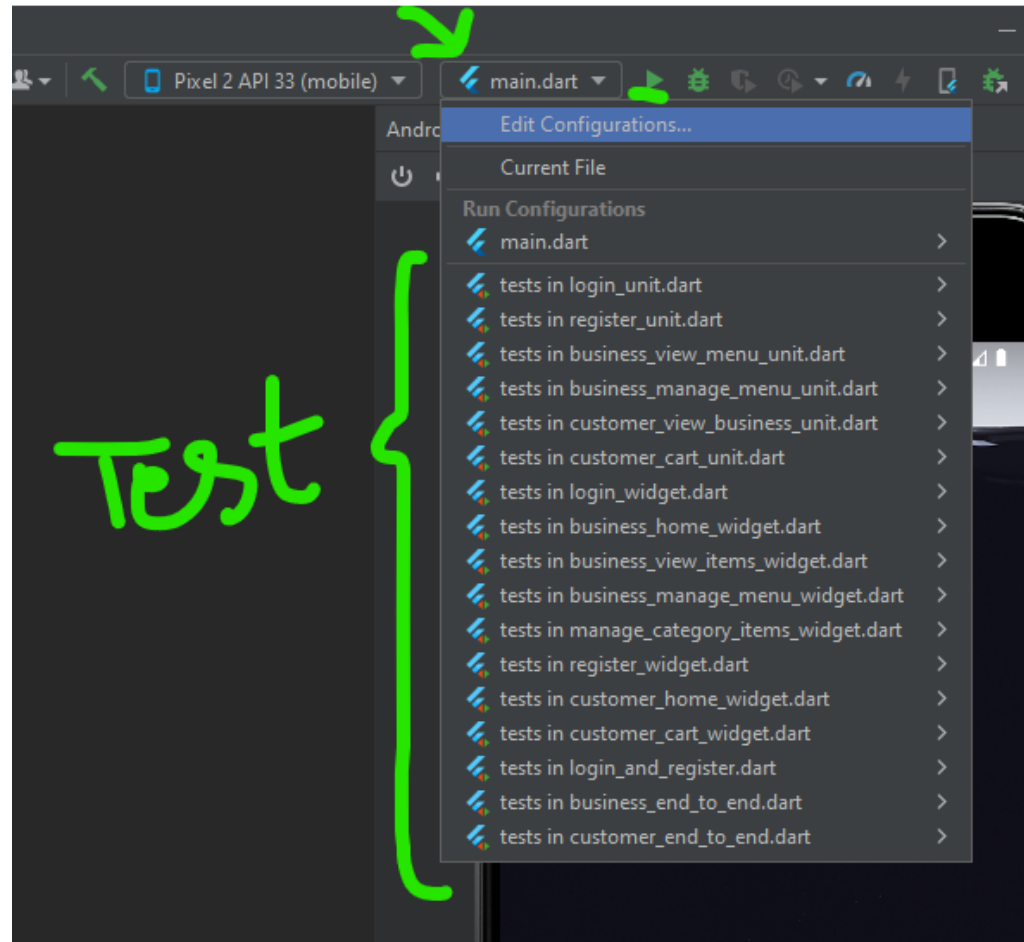 Pixel 2 API 33 (mobile) main.dart
Andro
Edit Configurations...
Current File
Run Configurations
main.dart
tests in login_unit.dart
tests in register_unit.dart
tests in business_view_menu_unit.dart
tests in business_manage_menu_unit.dart
tests in customer_view_business_unit.dart
tests in customer_cart_unit.dart
tests in login_widget.dart
tests in business_home_widget.dart
tests in business_view_items_widget.dart
tests in business_manage_menu_widget.dart
tests in manage_category_items_widget.dart
tests in register_widget.dart
tests in customer_home_widget.dart
tests in customer_cart_widget.dart
tests in login_and_register.dart
tests in business_end_to_end.dart
tests in customer_end_to_end.dart
Test